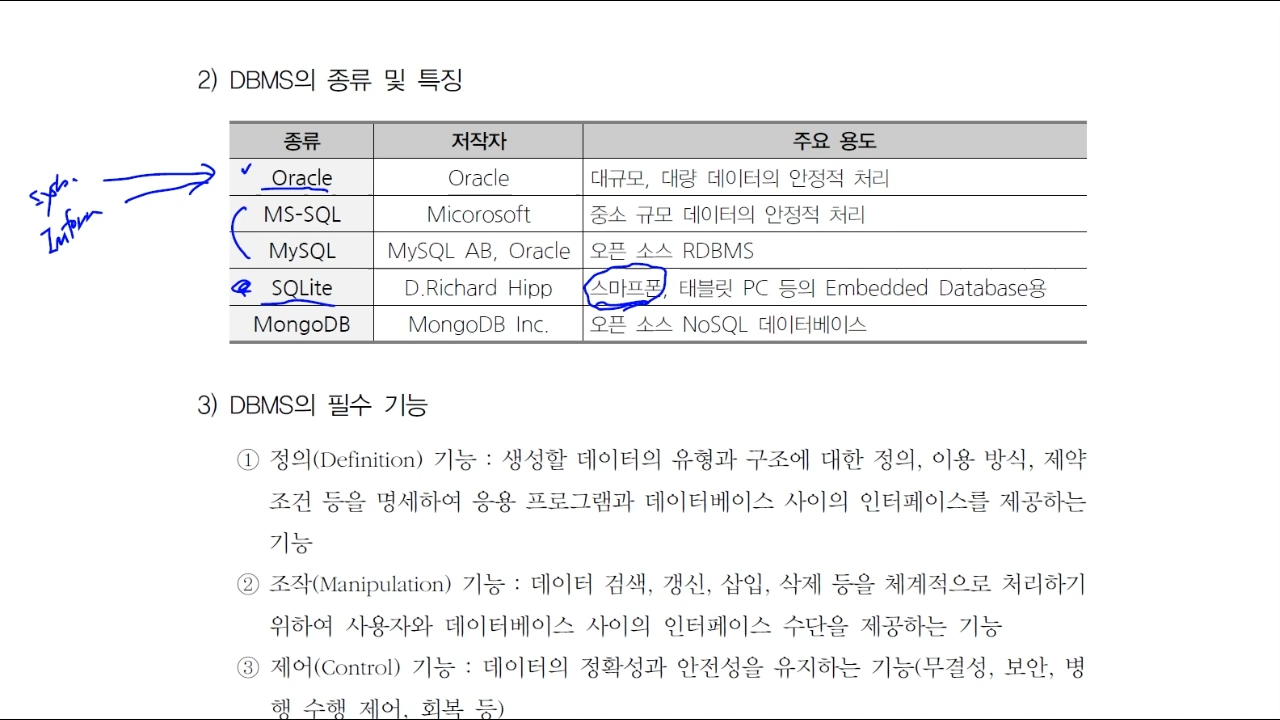 2) DBMS의 종류 및 특징
종류 저작자 주요 용도
Oracle Oracle 대규모, 대량 데이터의 안정적 처리
MS-SQL Micorosoft 중소 규모 데이터의 안정적 처리
MySQL MySQL AB, Oracle 오픈 소스 RDBMS
SQLite D.Richard Hipp 스마프폰, 태블릿 PC 등의 Embedded Database용
MongoDB MongoDB Inc. 오픈 소스 NoSQL 데이터베이스
Inform
3) DBMS의 필수 기능
① 정의(Definition) 기능 : 생성할 데이터의 유형과 구조에 대한 정의, 이용 방식, 제약
조건 등을 명세하여 응용 프로그램과 데이터베이스 사이의 인터페이스를 제공하는
기능
② 조작(Manipulation) 기능 : 데이터 검색, 갱신, 삽입, 삭제 등을 체계적으로 처리하기
위하여 사용자와 데이터베이스 사이의 인터페이스 수단을 제공하는 기능
③ 제어(Control) 기능 : 데이터의 정확성과 안전성을 유지하는 기능(무결성, 보안, 병
행 수행 제어, 회복 등)